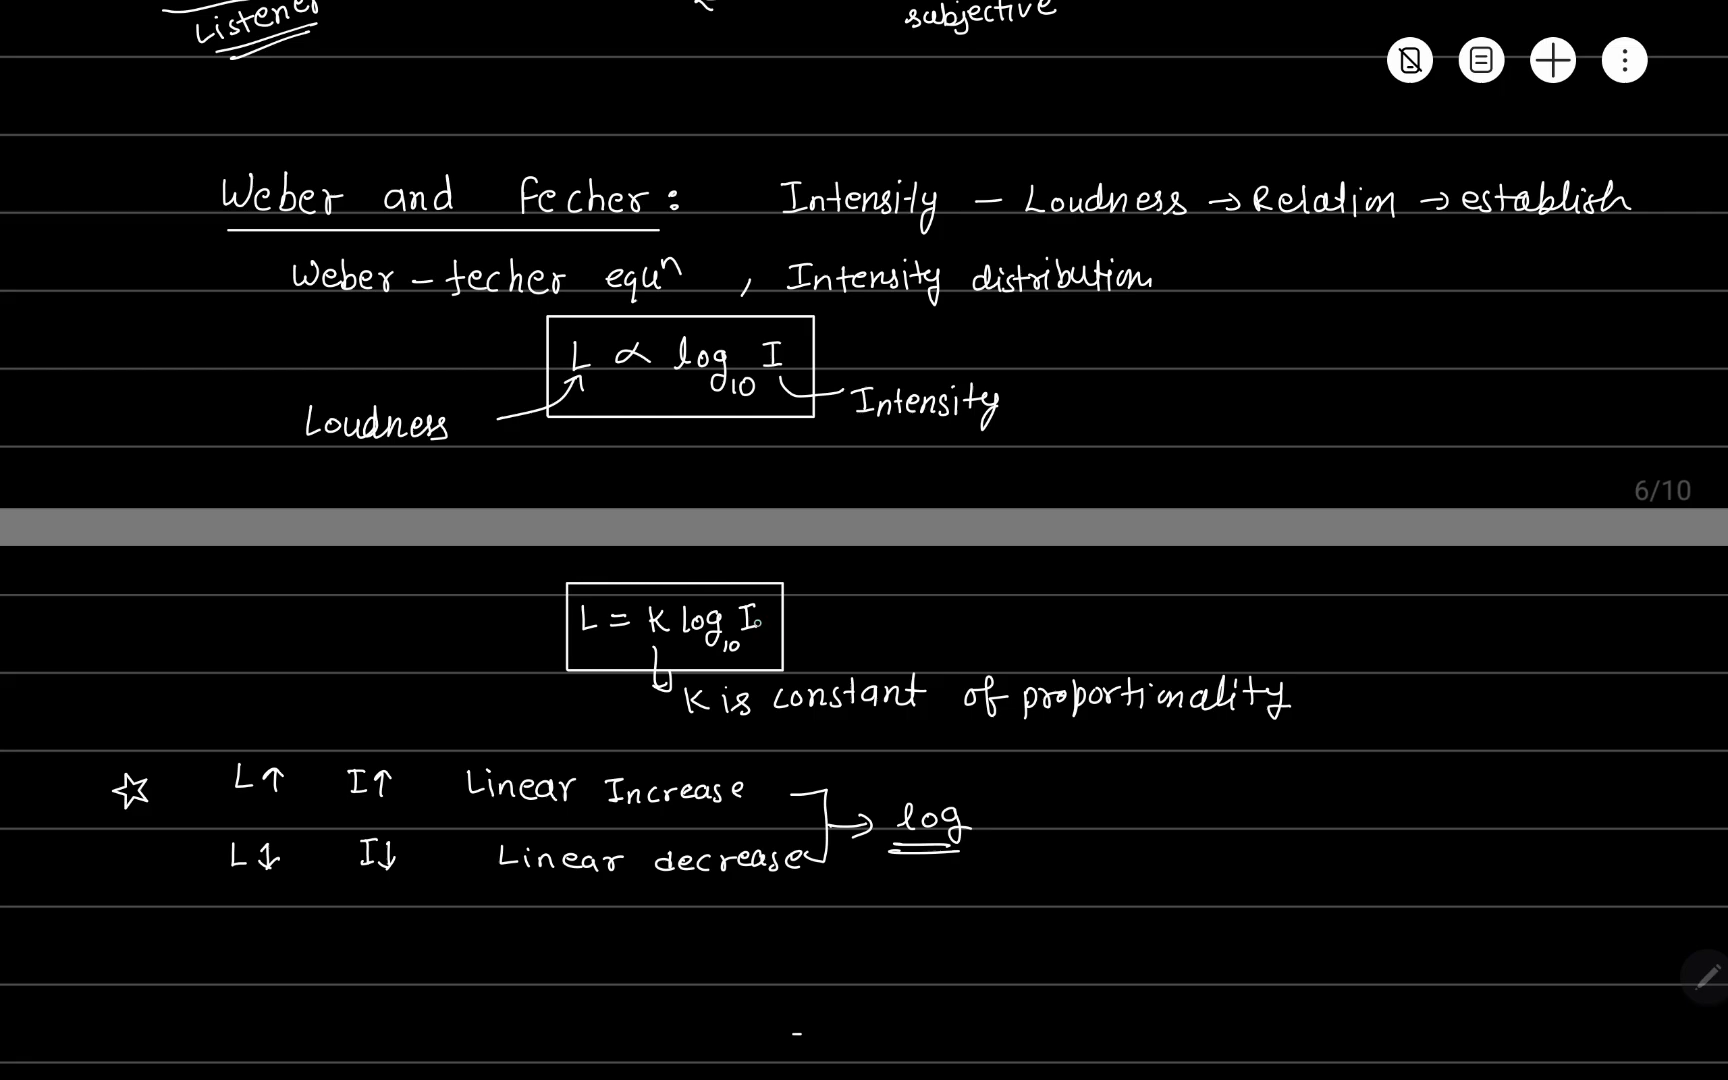 Listener
subjective
Weber and Fecher: Intensity - Loudness → Relation → establish
Weber - fecher equⁿ , Intensity distribution
L ∝ log₁₀ I
Loudness
Intensity
6/10
L = K log₁₀ I
K is constant of proportionality
☆ L↑ I↑ Linear Increase
→ log
L↓ I↓ Linear decrease